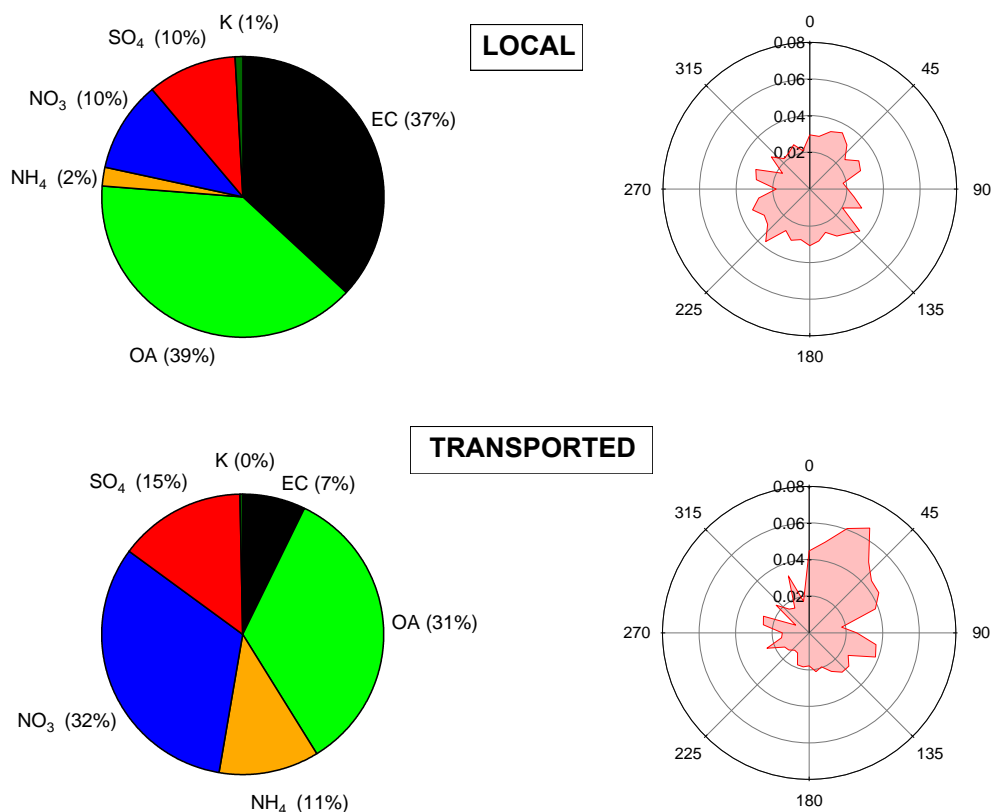 K (1%)
SO₄ (10%)
NO₃ (10%)
NH₄ (2%)
EC (37%)
OA (39%)
LOCAL
0
0.08
0.06
0.04
0.02
315
45
270
90
225
135
180
TRANSPORTED
K (0%)
SO₄ (15%)
EC (7%)
OA (31%)
NO₃ (32%)
NH₄ (11%)
0
0.08
0.06
0.04
0.02
315
45
270
90
225
135
180